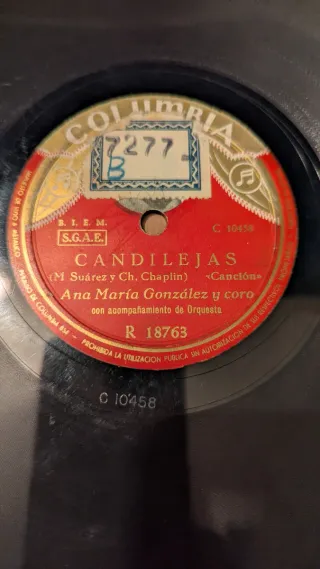 COLUMBIA
7277
B
B. I. E. M.
S.G.A.E.
C 10458
CANDILEJAS
(M. Suárez y Ch. Chaplin) «Canción»
Ana María González y coro
con acompañamiento de Orquesta
R 18763
PROHIBIDA LA UTILIZACIÓN PÚBLICA SIN AUTORIZACIÓN DE
C 10458